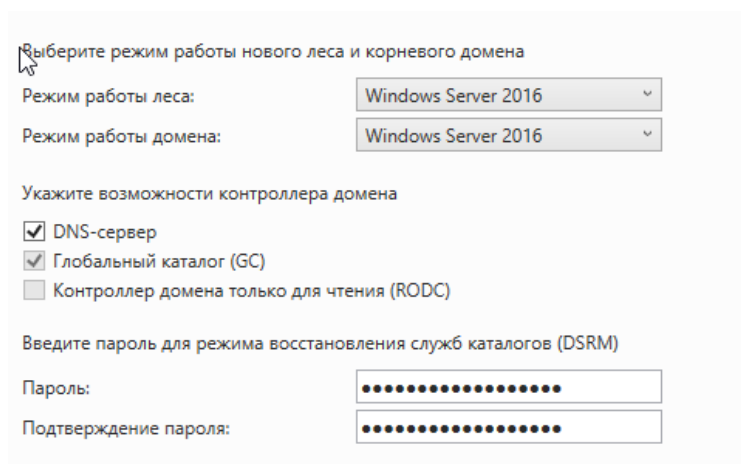 Выберите режим работы нового леса и корневого домена
Режим работы леса: Windows Server 2016
Режим работы домена: Windows Server 2016
Укажите возможности контроллера домена
DNS-сервер
Глобальный каталог (GC)
Контроллер домена только для чтения (RODC)
Введите пароль для режима восстановления служб каталогов (DSRM)
Пароль: ●●●●●●●●●●●●●●●●●●
Подтверждение пароля: ●●●●●●●●●●●●●●●●●●